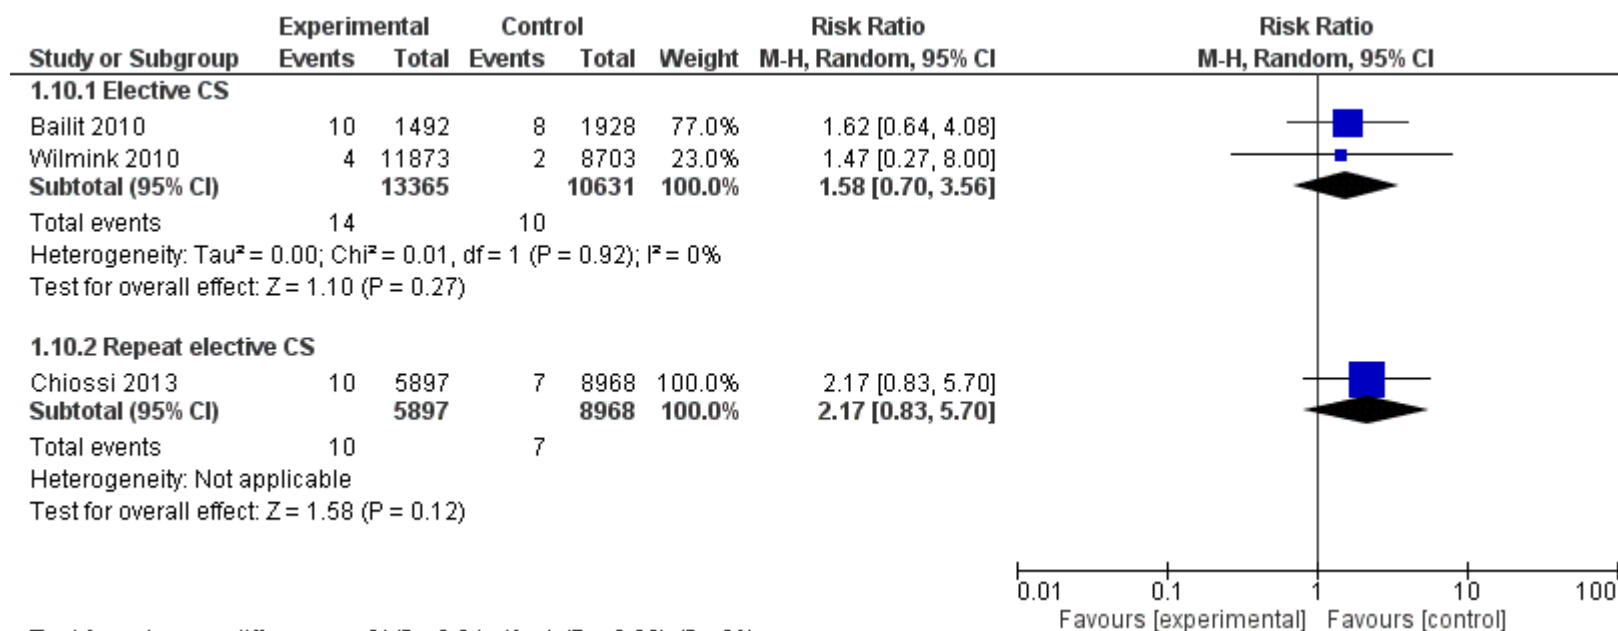 Experimental Control Risk Ratio Risk Ratio
Study or Subgroup Events Total Events Total Weight M-H, Random, 95% CI M-H, Random, 95% CI
1.10.1 Elective CS
Bailit 2010 10 1492 8 1928 77.0% 1.62 [0.64, 4.08]
Wilmink 2010 4 11873 2 8703 23.0% 1.47 [0.27, 8.00]
Subtotal (95% CI) 13365 10631 100.0% 1.58 [0.70, 3.56]
Total events 14 10
Heterogeneity: Tau² = 0.00; Chi² = 0.01, df = 1 (P = 0.92); I² = 0%
Test for overall effect: Z = 1.10 (P = 0.27)
1.10.2 Repeat elective CS
Chiossi 2013 10 5897 7 8968 100.0% 2.17 [0.83, 5.70]
Subtotal (95% CI) 5897 8968 100.0% 2.17 [0.83, 5.70]
Total events 10 7
Heterogeneity: Not applicable
Test for overall effect: Z = 1.58 (P = 0.12)
0.01 0.1 1 10 100
Favours [experimental] Favours [control]